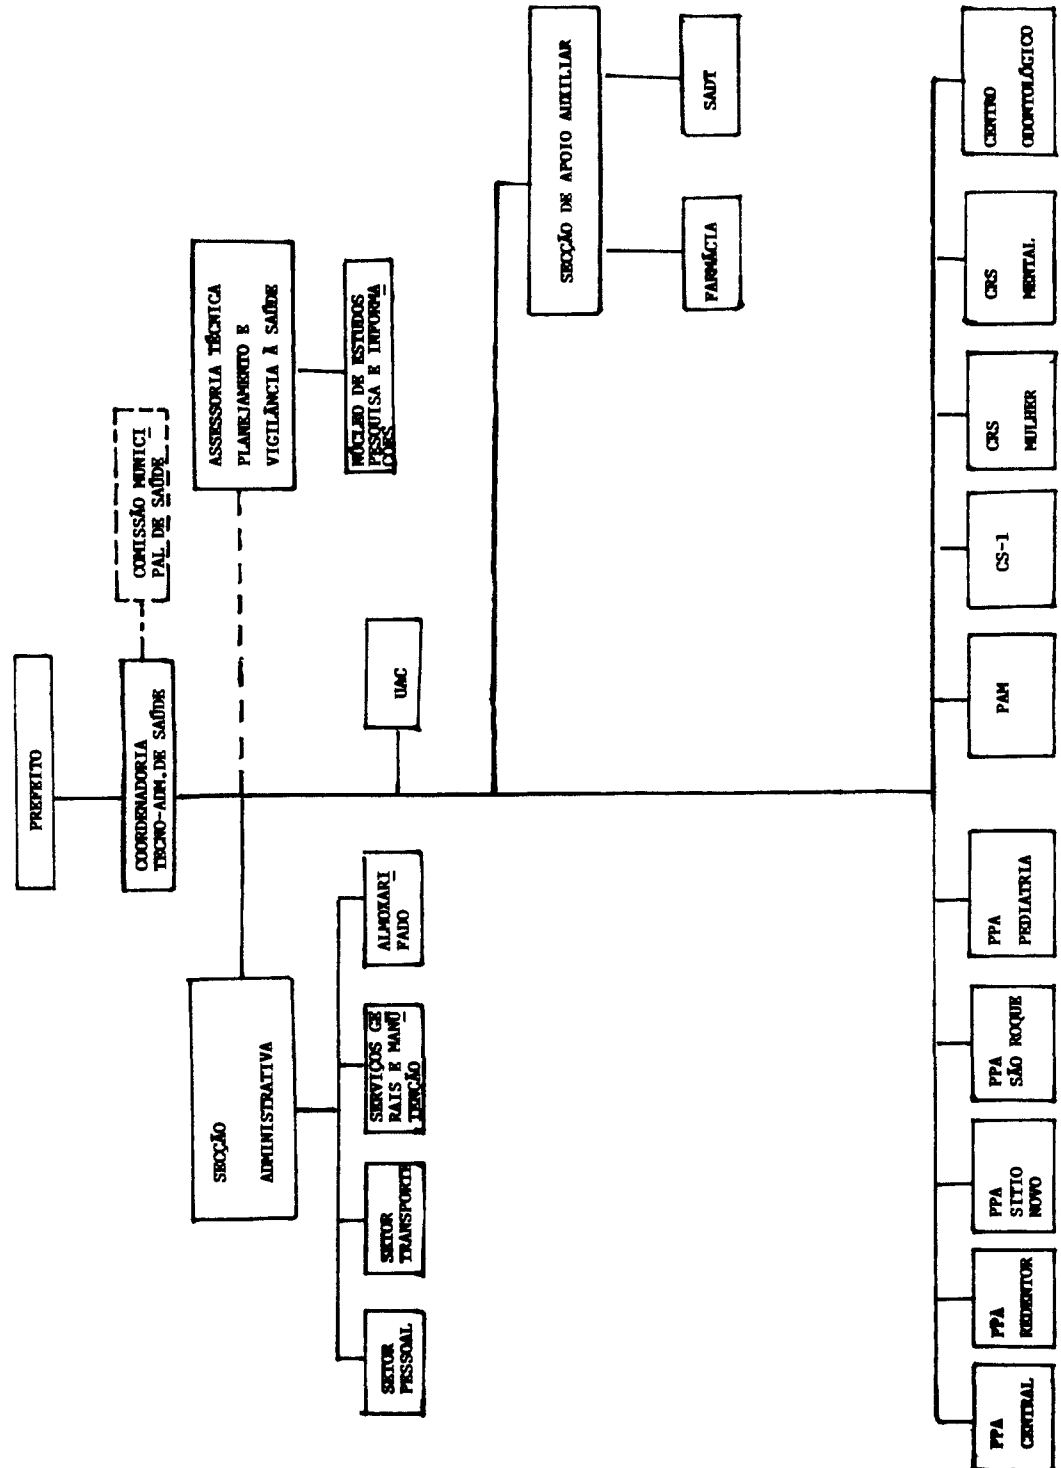 PREFEITO
COORDENADORIA
TECNO-ADM.DE SAÚDE
COMISSÃO MUNICI
PAL DE SAÚDE
SECÇÃO
ADMINISTRATIVA
ASSESSORIA TÉCNICA
PLANEJAMENTO E
VIGILÂNCIA À SAÚDE
SETOR
PESSOAL
SETOR
TRANSPORTE
SERVIÇOS GE
RAIS E MANU
TENÇÃO
ALMOXARI
FADO
UAC
NÚCLEO DE ESTUDOS
PESQUISA E INFORMA
ÇÕES
SECÇÃO DE APOIO AUXILIAR
FARMÁCIA
SADT
PPA
CENTRAL
PPA
REDENTOR
PPA
SITIO
NOVO
PPA
SÃO ROQUE
PPA
PEDIATRIA
PAM
CS-1
CRS
MULHER
CRS
MENTAL
CENTRO
ODONTOLÓGICO